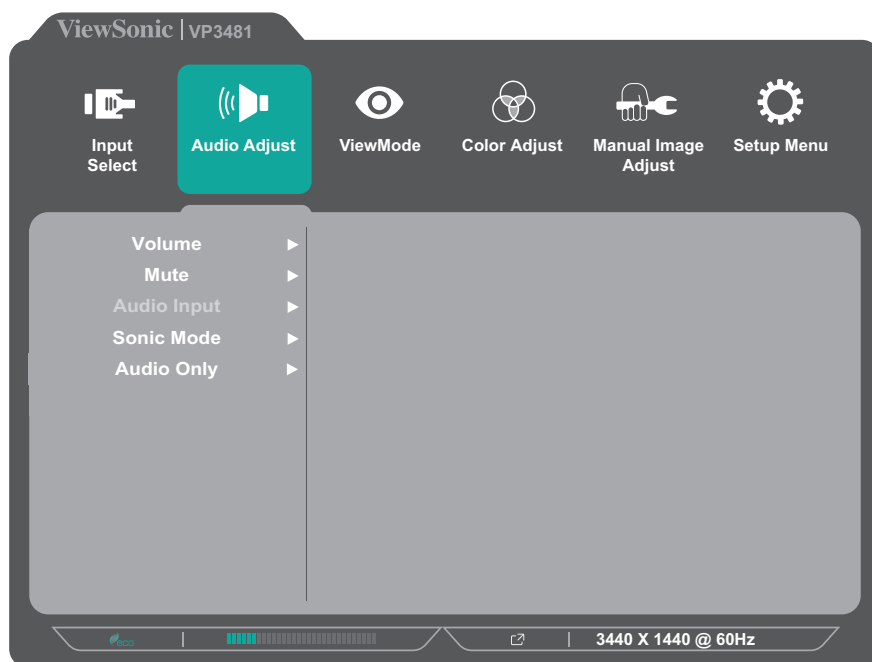 ViewSonic | VP3481
Input
Select
Audio Adjust
ViewMode
Color Adjust
Manual Image
Adjust
Setup Menu
Volume
Mute
Audio Input
Sonic Mode
Audio Only
eco
3440 X 1440 @ 60Hz